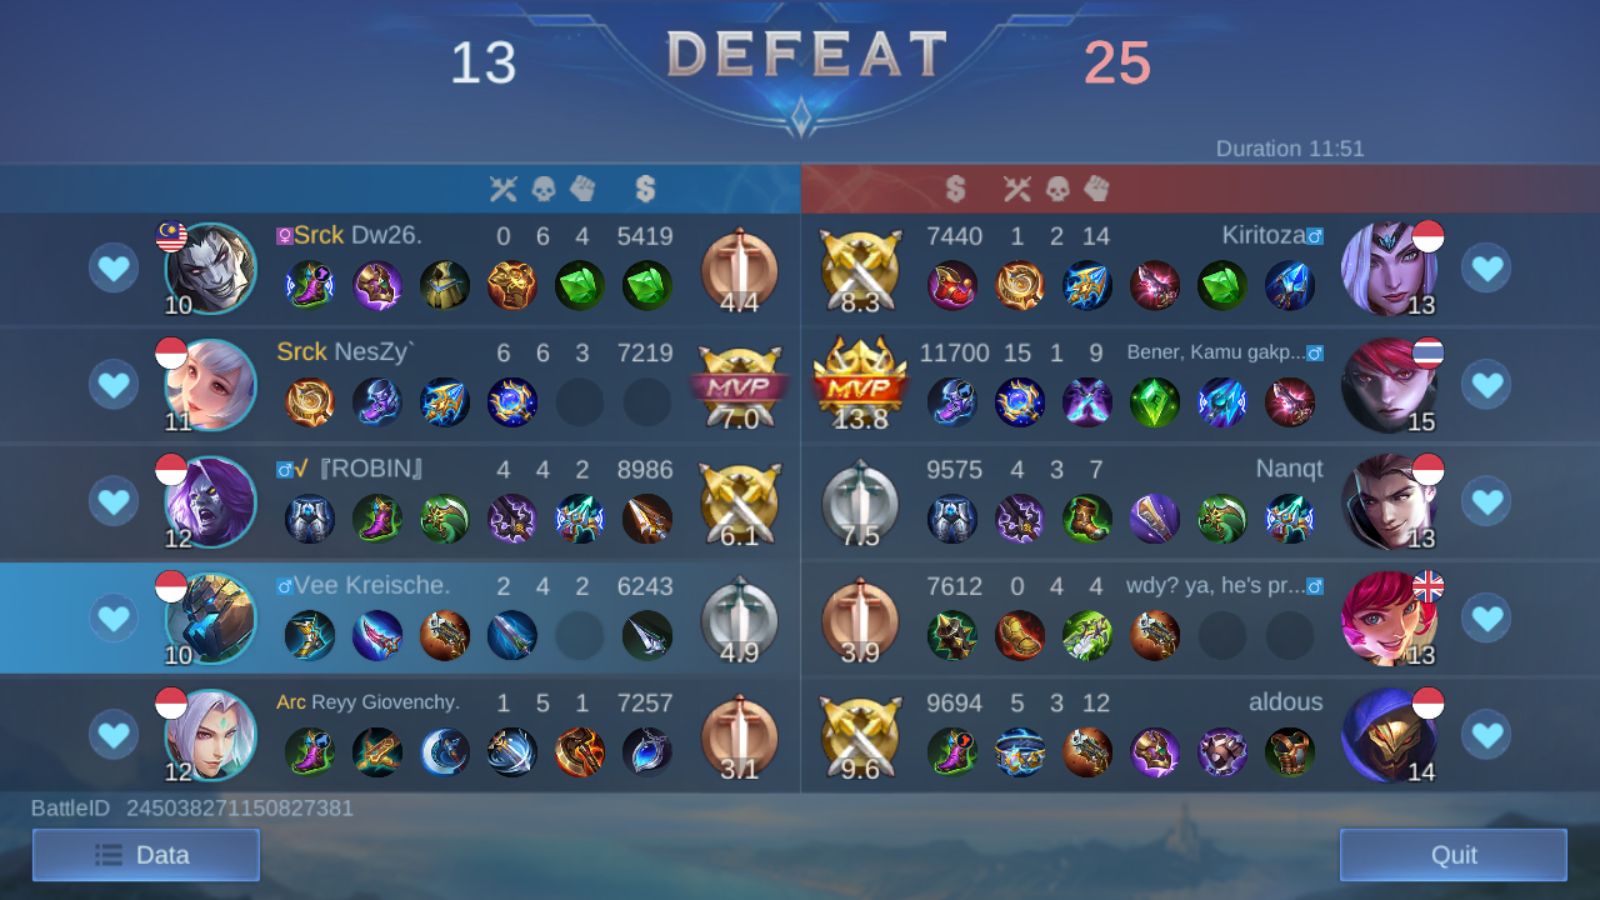 13 DEFEAT 25
Duration 11:51
Srck Dw26. 0 6 4 5419
10 4.4
8.3 7440 1 2 14 Kiritoza
13
Srck NesZy` 6 6 3 7219
11 MVP 7.0
MVP 13.8 11700 15 1 9 Bener, Kamu gakp...
15
√ 『ROBIN』 4 4 2 8986
12 6.1
7.5 9575 4 3 7 Nanqt
13
Vee Kreische. 2 4 2 6243
10 4.9
3.9 7612 0 4 4 wdy? ya, he's pr...
13
Arc Reyy Giovenchy. 1 5 1 7257
12 3.1
9.6 9694 5 3 12 aldous
14
BattleID 245038271150827381
Data
Quit